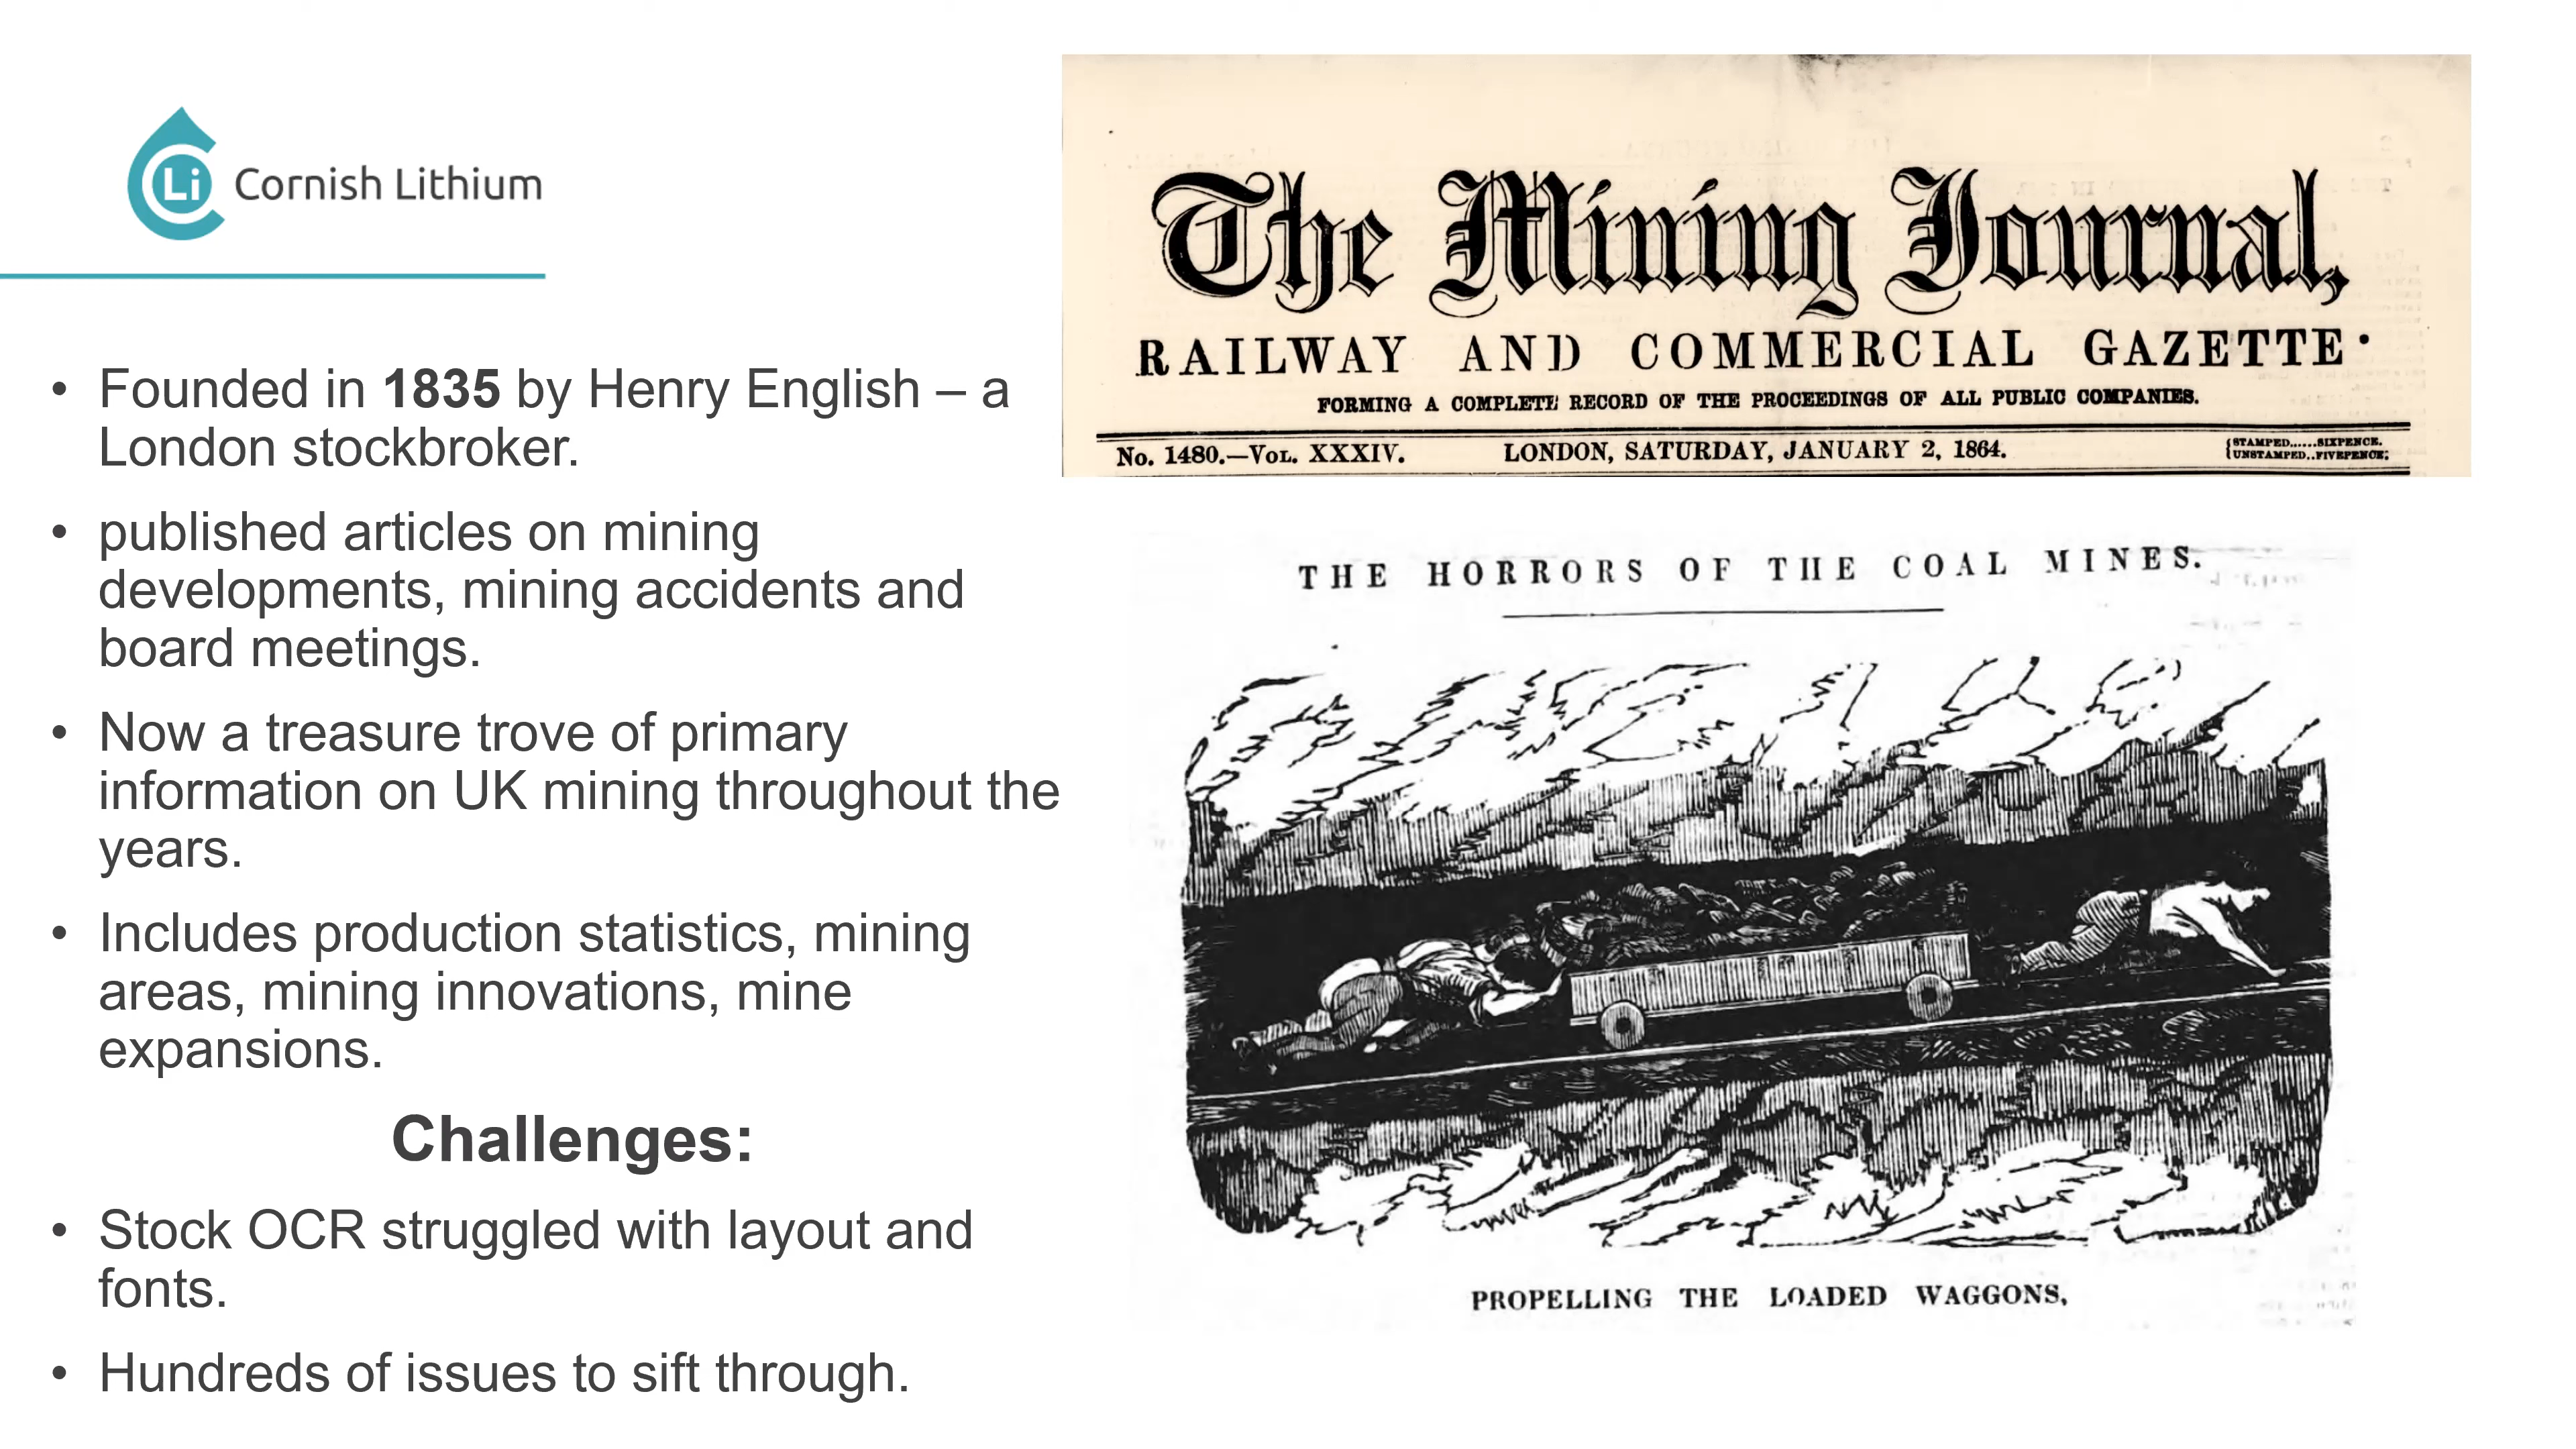 Li Cornish Lithium
• Founded in 1835 by Henry English – a
London stockbroker.
• published articles on mining
developments, mining accidents and
board meetings.
• Now a treasure trove of primary
information on UK mining throughout the
years.
• Includes production statistics, mining
areas, mining innovations, mine
expansions.
Challenges:
• Stock OCR struggled with layout and
fonts.
• Hundreds of issues to sift through.
The Mining Journal,
RAILWAY AND COMMERCIAL GAZETTE·
FORMING A COMPLETE RECORD OF THE PROCEEDINGS OF ALL PUBLIC COMPANIES.
No. 1480.—VOL. XXXIV. LONDON, SATURDAY, JANUARY 2, 1864.
STAMPED......SIXPENCE.
UNSTAMPED..FIVEPENCE;
THE HORRORS OF THE COAL MINES.
PROPELLING THE LOADED WAGGONS,